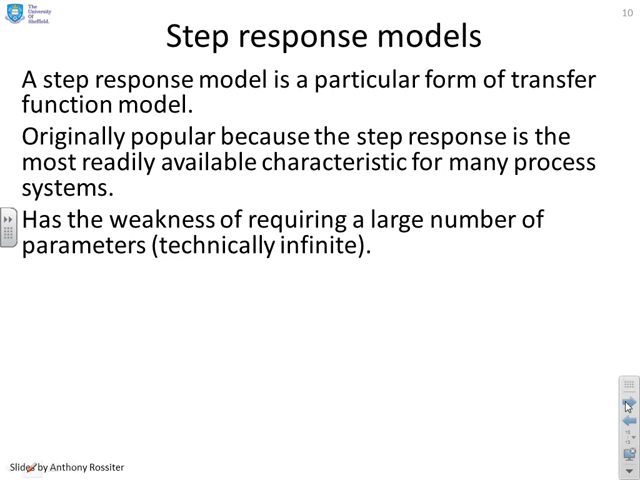 The
University
Of
Sheffield.
10
Step response models
A step response model is a particular form of transfer
function model.
Originally popular because the step response is the
most readily available characteristic for many process
systems.
Has the weakness of requiring a large number of
parameters (technically infinite).
Slides by Anthony Rossiter